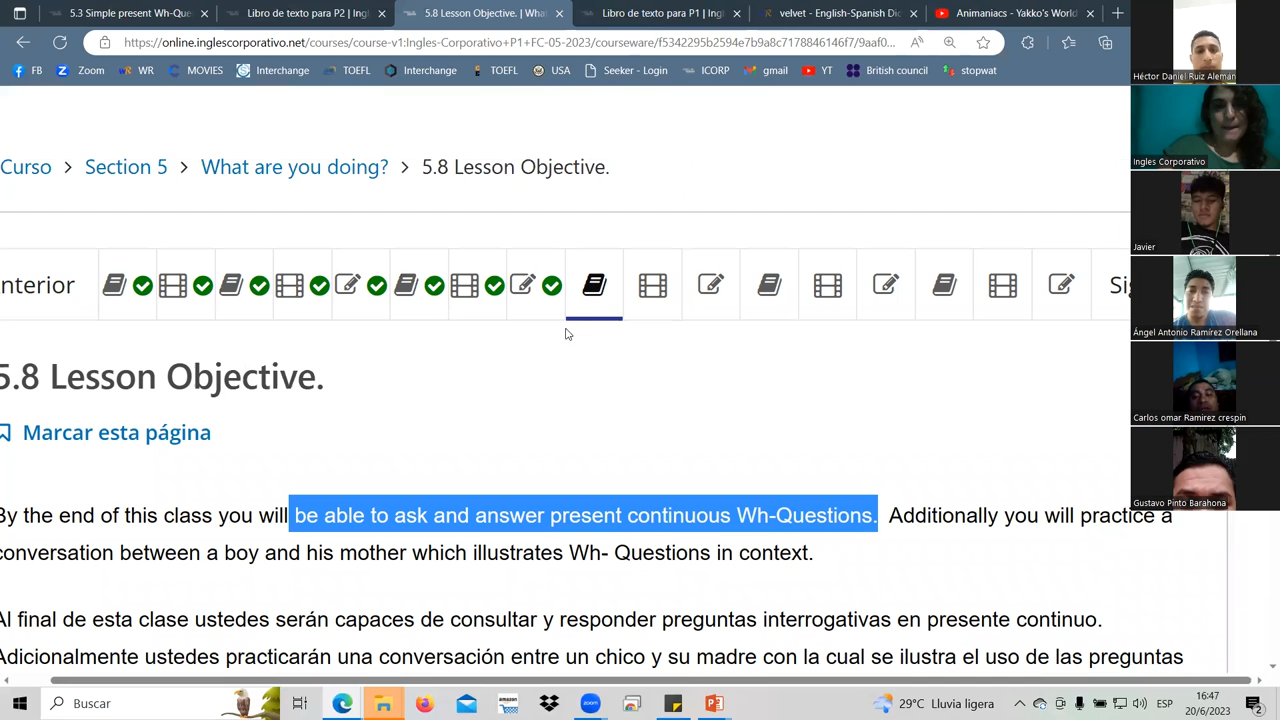 5.3 Simple present Wh-Que
Libro de texto para P2 | Ingl
5.8 Lesson Objective. | Wha
Libro de texto para P1 | Ingl
velvet - English-Spanish Dic
Animaniacs - Yakko's World
https://online.inglescorporativo.net/courses/course-v1:Ingles-Corporativo+P1+FC-05-2023/courseware/f5342295b2594e7b9a8c7178846146f7/9aaf0...
FB Zoom WR MOVIES Interchange TOEFL Interchange TOEFL USA Seeker - Login ICORP gmail YT British council stopwat
Curso > Section 5 > What are you doing? > 5.8 Lesson Objective.
nterior
5.8 Lesson Objective.
Marcar esta página
By the end of this class you will be able to ask and answer present continuous Wh-Questions. Additionally you will practice a
conversation between a boy and his mother which illustrates Wh- Questions in context.
Al final de esta clase ustedes serán capaces de consultar y responder preguntas interrogativas en presente continuo.
Adicionalmente ustedes practicarán una conversación entre un chico y su madre con la cual se ilustra el uso de las preguntas
Héctor Daniel Ruiz Aleman
Ingles Corporativo
Javier
Ángel Antonio Ramírez Orellana
Carlos omar Ramirez crespin
Gustavo Pinto Barahona
Buscar
29°C Lluvia ligera
ESP
16:47
20/6/2023
2